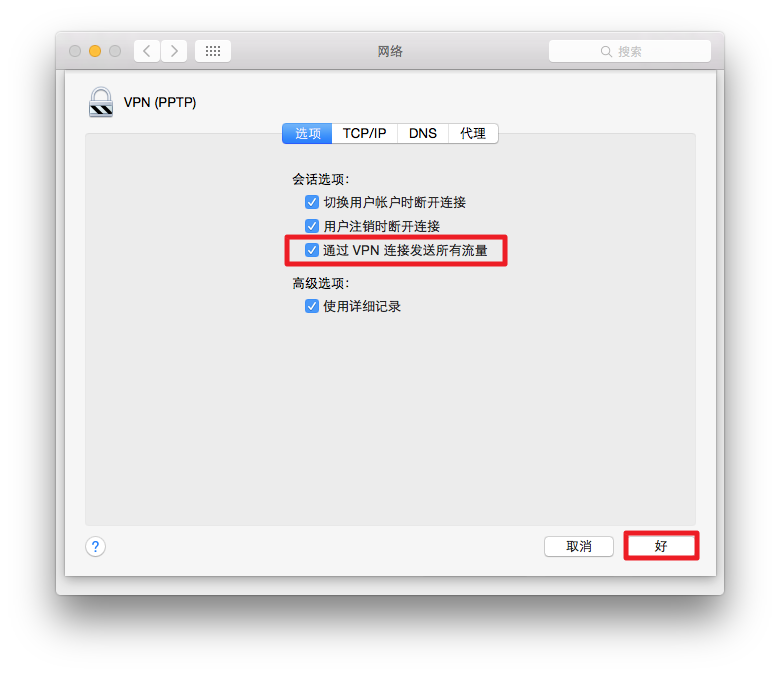 网络
搜索
VPN (PPTP)
选项 TCP/IP DNS 代理
会话选项:
切换用户帐户时断开连接
用户注销时断开连接
通过 VPN 连接发送所有流量
高级选项:
使用详细记录
?
取消 好